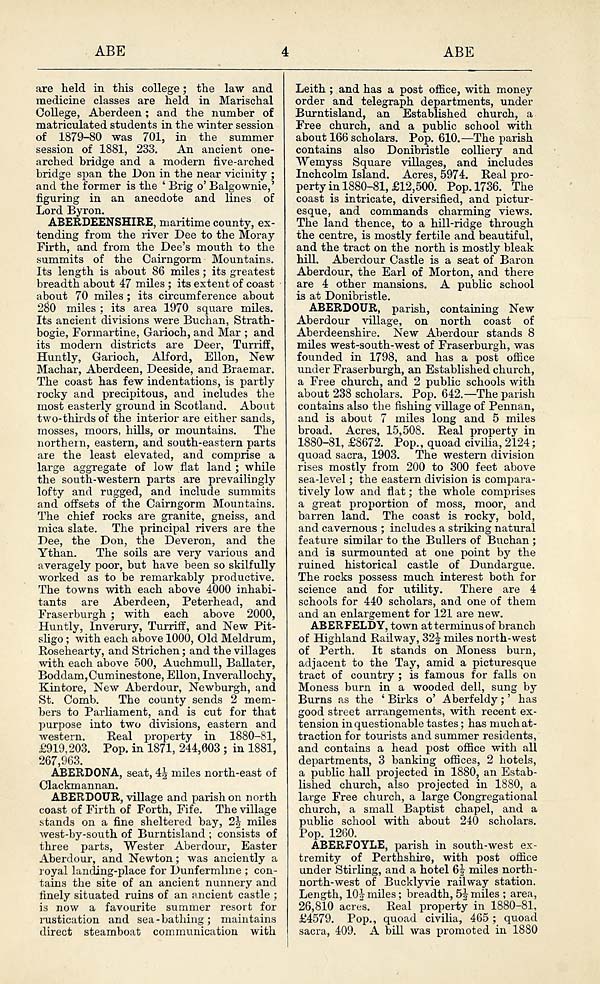 ABE 4 ABE
are held in this college; the law and
medicine classes are held in Marischal
College, Aberdeen; and the number of
matriculated students in the winter session
of 1879-80 was 701, in the summer
session of 1881, 233. An ancient one-
arched bridge and a modern five-arched
bridge span the Don in the near vicinity;
and the former is the 'Brig o' Balgownie,'
figuring in an anecdote and lines of
Lord Byron.
ABERDEENSHIRE, maritime county, ex-
tending from the river Dee to the Moray
Firth, and from the Dee's mouth to the
summits of the Cairngorm Mountains.
Its length is about 86 miles; its greatest
breadth about 47 miles; its extent of coast
about 70 miles; its circumference about
280 miles; its area 1970 square miles.
Its ancient divisions were Buchan, Strath-
bogie, Formartine, Garioch, and Mar; and
its modern districts are Deer, Turriff,
Huntly, Garioch, Alford, Ellon, New
Machar, Aberdeen, Deeside, and Braemar.
The coast has few indentations, is partly
rocky and precipitous, and includes the
most easterly ground in Scotland. About
two-thirds of the interior are either sands,
mosses, moors, hills, or mountains. The
northern, eastern, and south-eastern parts
are the least elevated, and comprise a
large aggregate of low flat land; while
the south-western parts are prevailingly
lofty and rugged, and include summits
and offsets of the Cairngorm Mountains.
The chief rocks are granite, gneiss, and
mica slate. The principal rivers are the
Dee, the Don, the Deveron, and the
Ythan. The soils are very various and
averagely poor, but have been so skilfully
worked as to be remarkably productive.
The towns with each above 4000 inhabi-
tants are Aberdeen, Peterhead, and
Fraserburgh; with each above 2000,
Huntly, Inverury, Turriff, and New Pit-
sligo; with each above 1000, Old Meldrum,
Rosehearty, and Strichen; and the villages
with each above 500, Auchmull, Ballater,
Boddam, Cuminestone, Ellon, Inverallochy,
Kintore, New Aberdour, Newburgh, and
St. Comb. The county sends 2 mem-
bers to Parliament, and is cut for that
purpose into two divisions, eastern and
western. Real property in 1880-81,
£919,203. Pop. in 1871, 244,603; in 1881,
267,963.
ABERDONA, seat, 4½ miles north-east of
Clackmannan.
ABERDOUR, village and parish on north
coast of Firth of Forth, Fife. The village
stands on a fine sheltered bay, 2½ miles
west-by-south of Burntisland; consists of
three parts, Wester Aberdour, Easter
Aberdour, and Newton; was anciently a
royal landing-place for Dunfermline; con-
tains the site of an ancient nunnery and
finely situated ruins of an ancient castle;
is now a favourite summer resort for
rustication and sea-bathing; maintains
direct steamboat communication with
Leith; and has a post office, with money
order and telegraph departments, under
Burntisland, an Established church, a
Free church, and a public school with
about 166 scholars. Pop. 610.—The parish
contains also Donibristle colliery and
Wemyss Square villages, and includes
Inchcolm Island. Acres, 5974. Real pro-
perty in 1880-81, £12,500. Pop. 1736. The
coast is intricate, diversified, and pictur-
esque, and commands charming views.
The land thence, to a hill-ridge through
the centre, is mostly fertile and beautiful,
and the tract on the north is mostly bleak
hill. Aberdour Castle is a seat of Baron
Aberdour, the Earl of Morton, and there
are 4 other mansions. A public school
is at Donibristle.
ABERDOUR, parish, containing New
Aberdour village, on north coast of
Aberdeenshire. New Aberdour stands 8
miles west-south-west of Fraserburgh, was
founded in 1798, and has a post office
under Fraserburgh, an Established church,
a Free church, and 2 public schools with
about 238 scholars. Pop. 642.—The parish
contains also the fishing village of Pennan,
and is about 7 miles long and 5 miles
broad. Acres, 15,508. Real property in
1880-81, £8672. Pop., quoad civilia, 2124;
quoad sacra, 1903. The western division
rises mostly from 200 to 300 feet above
sea-level; the eastern division is compara-
tively low and flat; the whole comprises
a great proportion of moss, moor, and
barren land. The coast is rocky, bold,
and cavernous; includes a striking natural
feature similar to the Bullers of Buchan;
and is surmounted at one point by the
ruined historical castle of Dundargue.
The rocks possess much interest both for
science and for utility. There are 4
schools for 440 scholars, and one of them
and an enlargement for 121 are new.
ABERFELDY, town at terminus of branch
of Highland Railway, 32½ miles north-west
of Perth. It stands on Moness burn,
adjacent to the Tay, amid a picturesque
tract of country; is famous for falls on
Moness burn in a wooded dell, sung by
Burns as the 'Birks o' Aberfeldy;' has
good street arrangements, with recent ex-
tension in questionable tastes; has much at-
traction for tourists and summer residents,
and contains a head post office with all
departments, 3 banking offices, 2 hotels,
a public hall projected in 1880, an Estab-
lished church, also projected in 1880, a
large Free church, a large Congregational
church, a small Baptist chapel, and a
public school with about 240 scholars.
Pop. 1260.
ABERFOYLE, parish in south-west ex-
tremity of Perthshire, with post office
under Stirling, and a hotel 6½ miles north-
north-west of Bucklyvie railway station.
Length, 10½ miles; breadth, 5½ miles; area,
26,810 acres. Real property in 1880-81,
£4579. Pop., quoad civilia, 465; quoad
sacra, 409. A bill was promoted in 1880